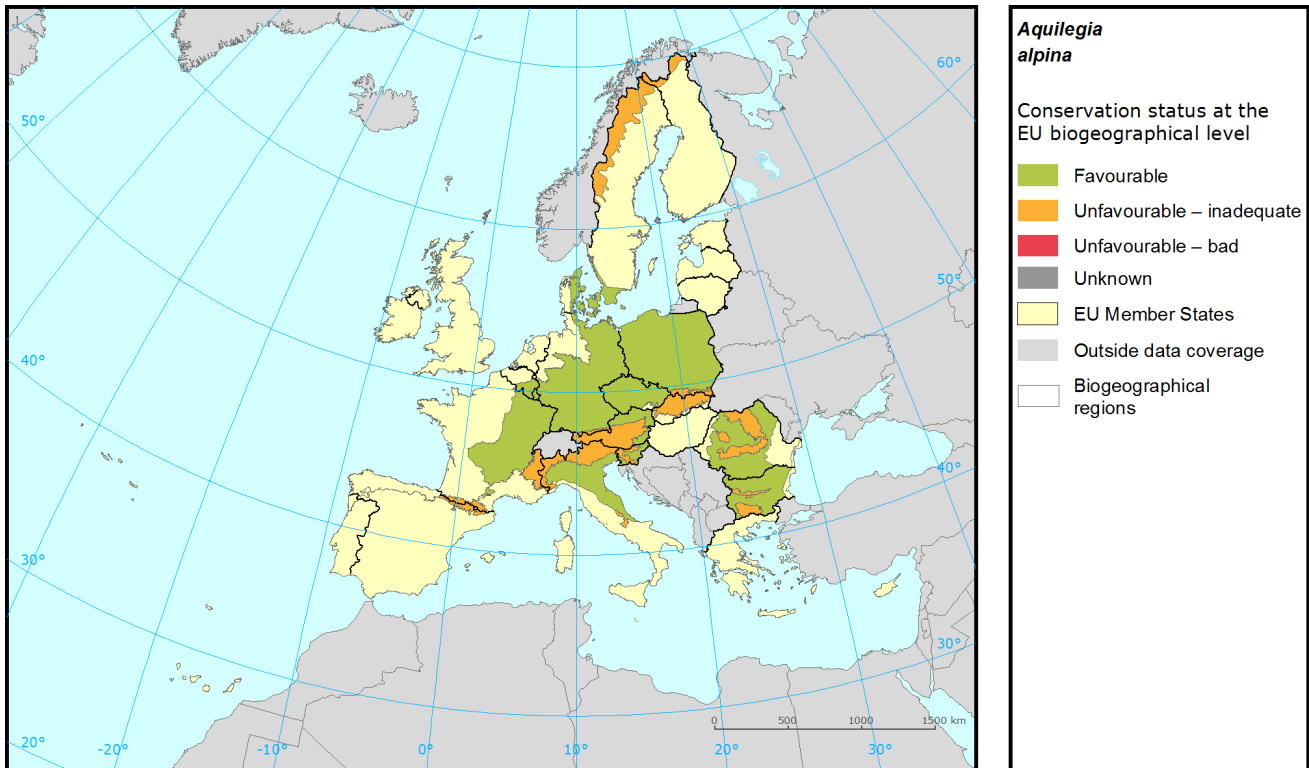 Aquilegia
alpina
Conservation status at the
EU biogeographical level
Favourable
Unfavourable – inadequate
Unfavourable – bad
Unknown
EU Member States
Outside data coverage
Biogeographical
regions
60°
50°
50°
40°
40°
30°
30°
0 500 1000 1500 km
20° -20° -10° 0° 10° 20° 30°